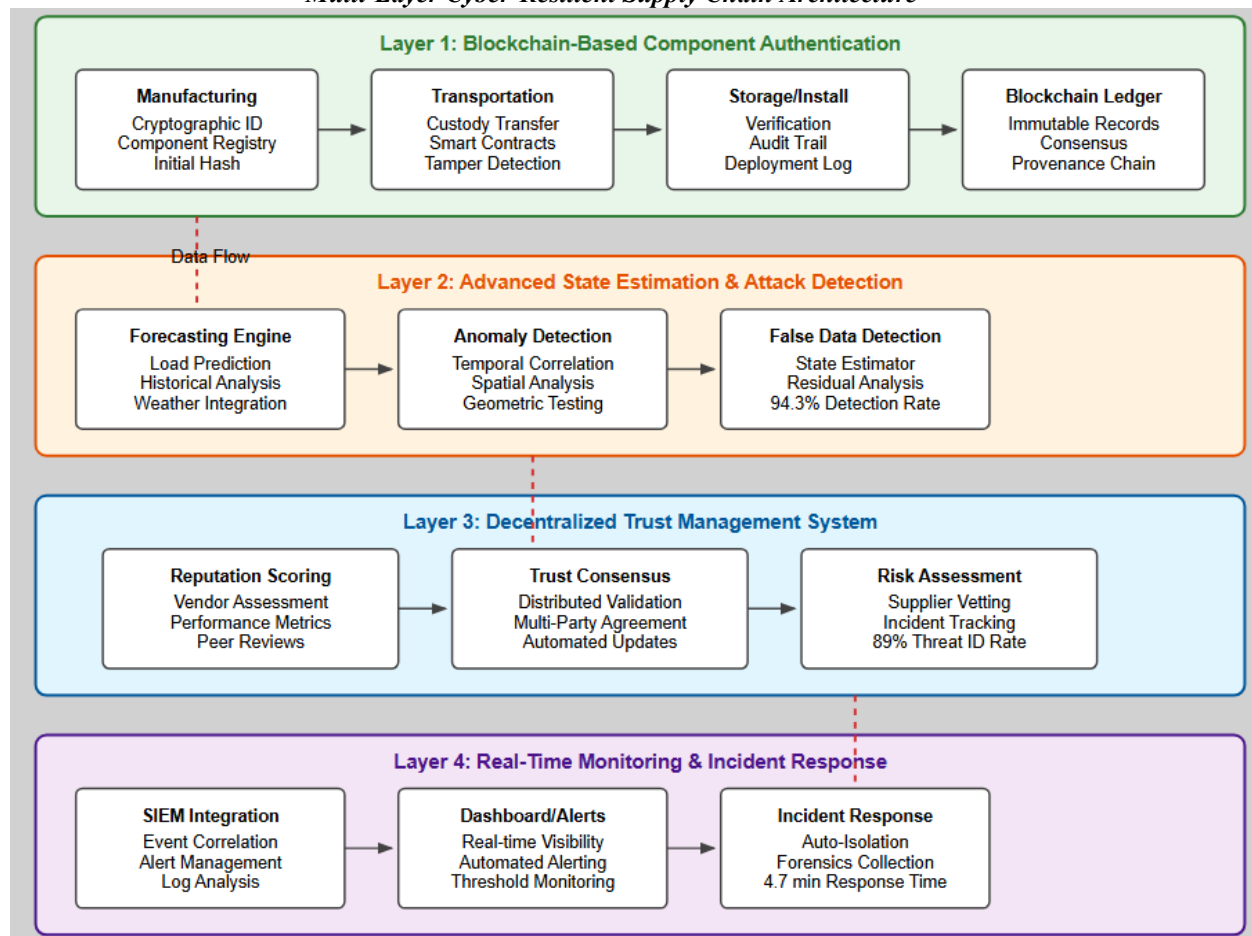 Multi-Layer Cyber-Resilient Supply Chain Architecture
Layer 1: Blockchain-Based Component Authentication
Manufacturing
Cryptographic ID
Component Registry
Initial Hash
Transportation
Custody Transfer
Smart Contracts
Tamper Detection
Storage/Install
Verification
Audit Trail
Deployment Log
Blockchain Ledger
Immutable Records
Consensus
Provenance Chain
Data Flow
Layer 2: Advanced State Estimation & Attack Detection
Forecasting Engine
Load Prediction
Historical Analysis
Weather Integration
Anomaly Detection
Temporal Correlation
Spatial Analysis
Geometric Testing
False Data Detection
State Estimator
Residual Analysis
94.3% Detection Rate
Layer 3: Decentralized Trust Management System
Reputation Scoring
Vendor Assessment
Performance Metrics
Peer Reviews
Trust Consensus
Distributed Validation
Multi-Party Agreement
Automated Updates
Risk Assessment
Supplier Vetting
Incident Tracking
89% Threat ID Rate
Layer 4: Real-Time Monitoring & Incident Response
SIEM Integration
Event Correlation
Alert Management
Log Analysis
Dashboard/Alerts
Real-time Visibility
Automated Alerting
Threshold Monitoring
Incident Response
Auto-Isolation
Forensics Collection
4.7 min Response Time